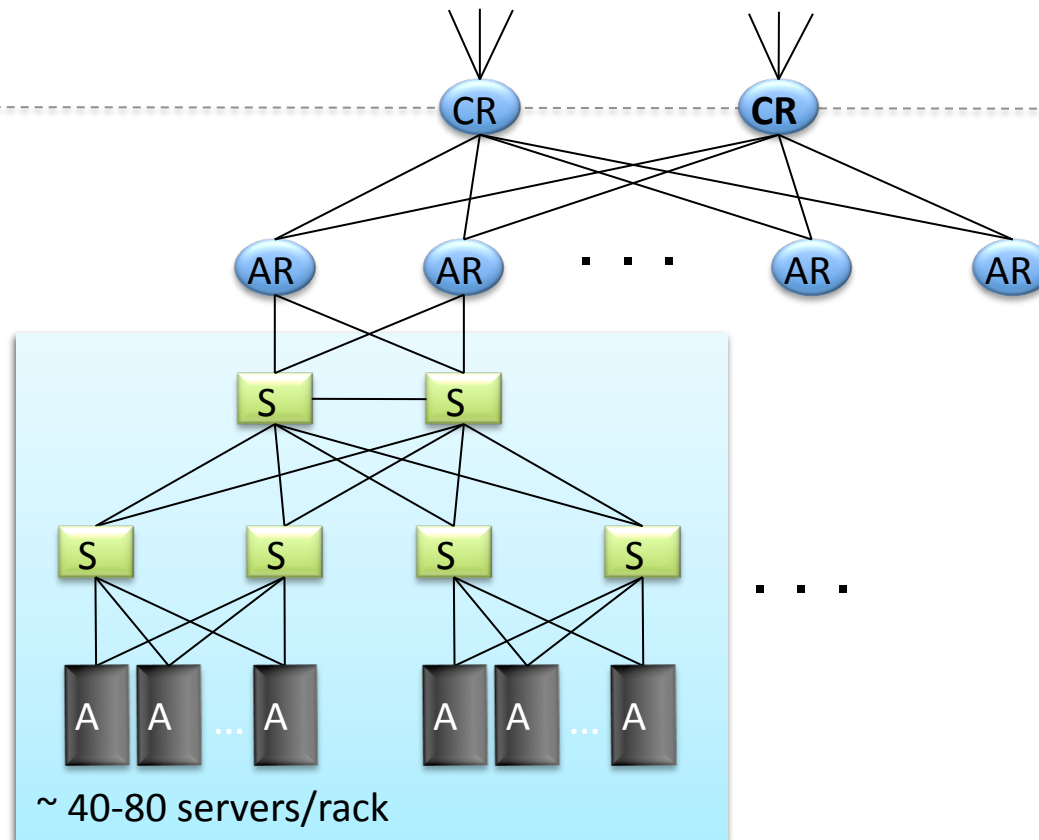 CR CR
AR AR . . . AR AR
S S
S S S S
. . .
A A ... A A A ... A
~ 40-80 servers/rack